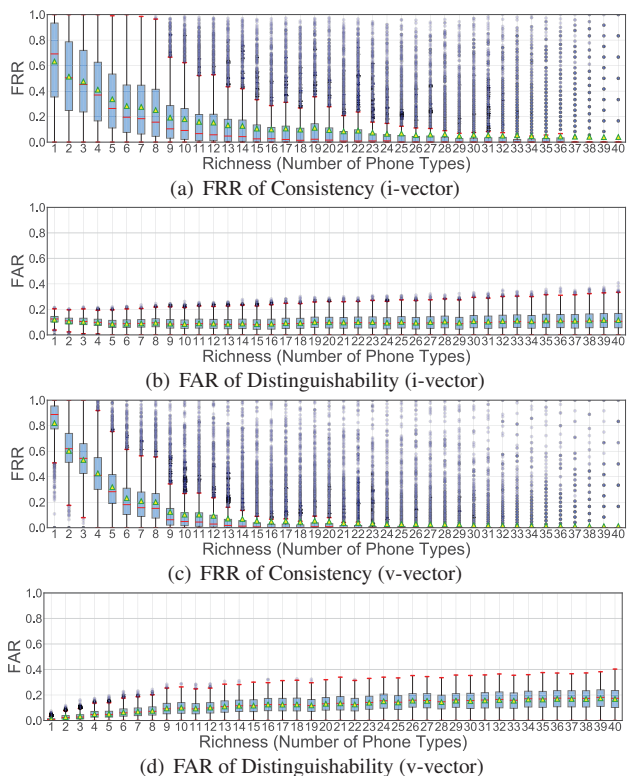 1.0
0.8
0.6
0.4
0.2
0.0
FRR
1 2 3 4 5 6 7 8 9 10 11 12 13 14 15 16 17 18 19 20 21 22 23 24 25 26 27 28 29 30 31 32 33 34 35 36 37 38 39 40
Richness (Number of Phone Types)
(a) FRR of Consistency (i-vector)
1.0
0.8
0.6
0.4
0.2
0.0
FAR
1 2 3 4 5 6 7 8 9 10 11 12 13 14 15 16 17 18 19 20 21 22 23 24 25 26 27 28 29 30 31 32 33 34 35 36 37 38 39 40
Richness (Number of Phone Types)
(b) FAR of Distinguishability (i-vector)
1.0
0.8
0.6
0.4
0.2
0.0
FRR
1 2 3 4 5 6 7 8 9 10 11 12 13 14 15 16 17 18 19 20 21 22 23 24 25 26 27 28 29 30 31 32 33 34 35 36 37 38 39 40
Richness (Number of Phone Types)
(c) FRR of Consistency (v-vector)
1.0
0.8
0.6
0.4
0.2
0.0
FAR
1 2 3 4 5 6 7 8 9 10 11 12 13 14 15 16 17 18 19 20 21 22 23 24 25 26 27 28 29 30 31 32 33 34 35 36 37 38 39 40
Richness (Number of Phone Types)
(d) FAR of Distinguishability (v-vector)